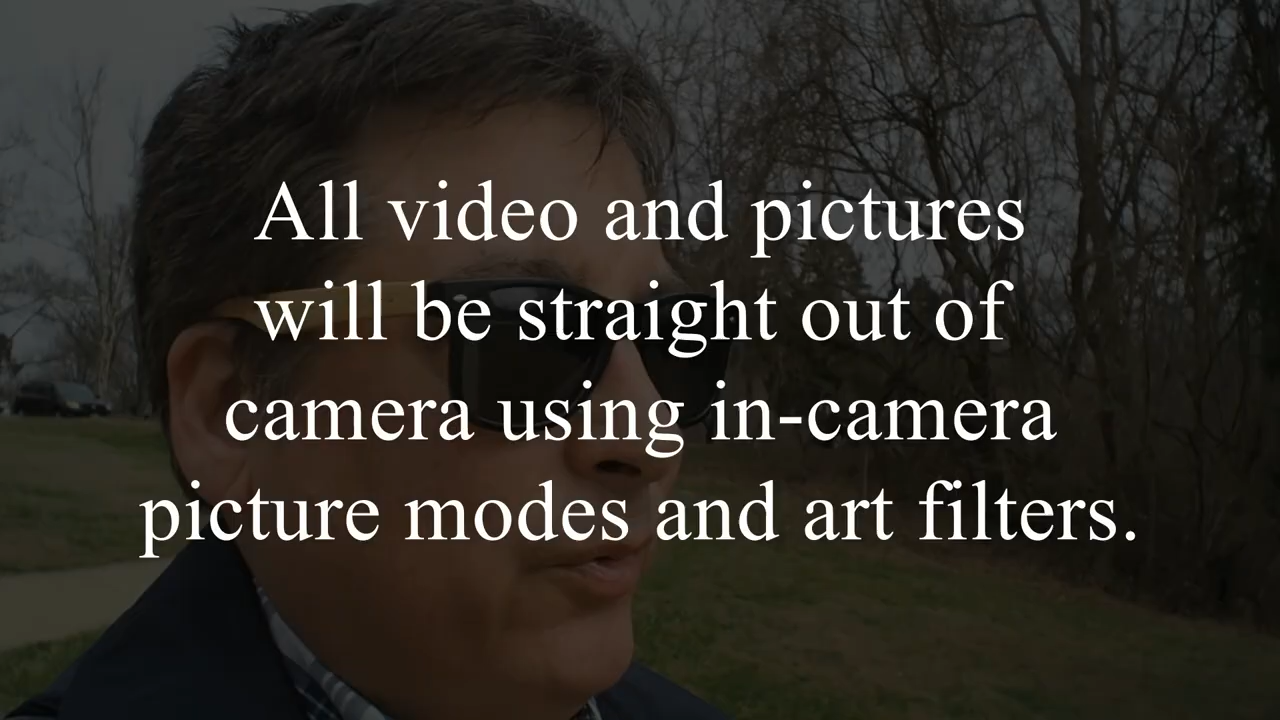 All video and pictures
will be straight out of
camera using in-camera
picture modes and art filters.